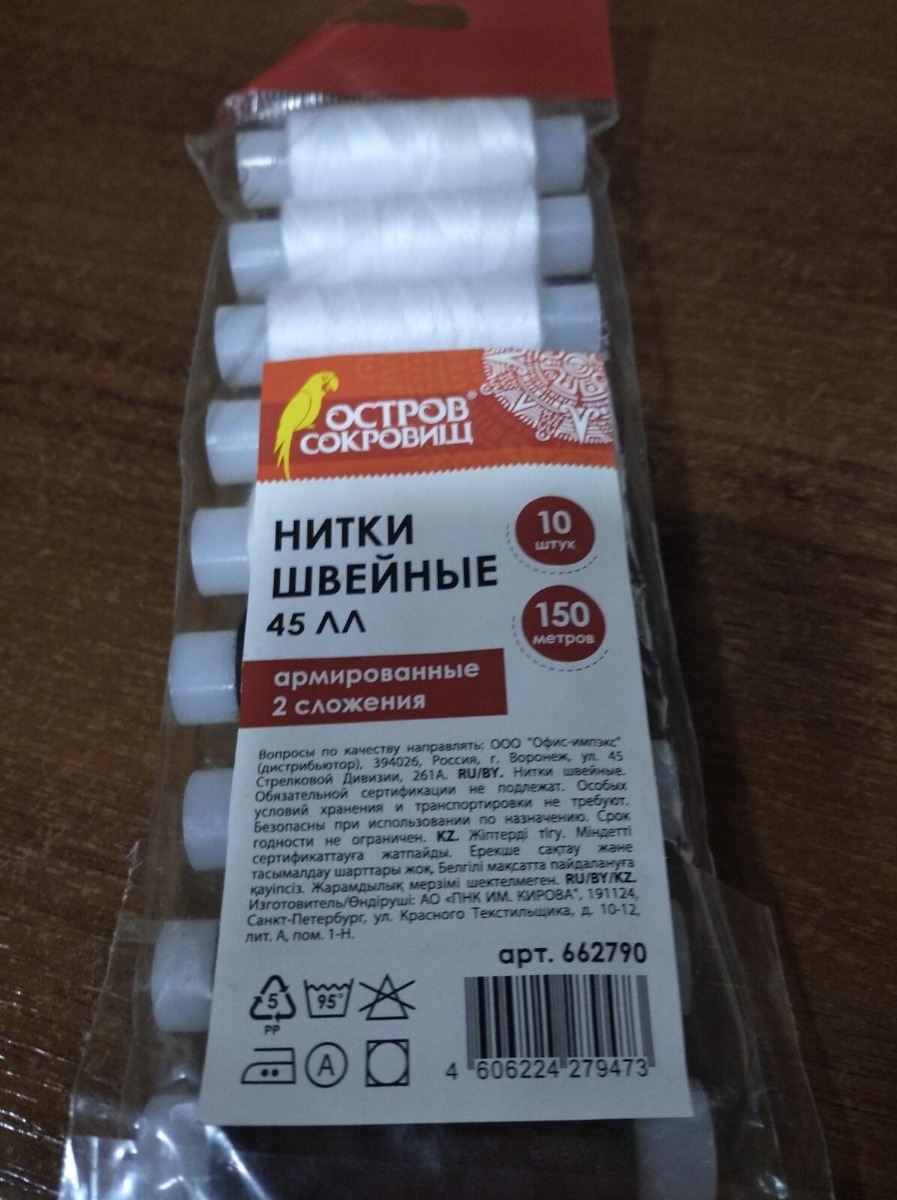 ОСТРОВ®
СОКРОВИЩ
НИТКИ
ШВЕЙНЫЕ
45 ЛЛ
10
штук
150
метров
армированные
2 сложения
Вопросы по качеству направлять: ООО "Офис-импэкс"
(дистрибьютор), 394026, Россия, г. Воронеж, ул. 45
Стрелковой Дивизии, 261А. RU/BY. Нитки швейные.
Обязательной сертификации не подлежат. Особых
условий хранения и транспортировки не требуют.
Безопасны при использовании по назначению. Срок
годности не ограничен. KZ. Жіптерді тігу. Міндетті
сертификаттауға жатпайды. Ерекше сақтау және
тасымалдау шарттары жоқ. Белгілі мақсатта пайдалануға
қауіпсіз. Жарамдылық мерзімі шектелмеген. RU/BY/KZ.
Изготовитель/Өндіруші: АО «ПНК ИМ. КИРОВА", 191124,
Санкт-Петербург, ул. Красного Текстильщика, д. 10-12,
лит. А, пом. 1-Н.
арт. 662790
5
PP
95°
A
4 606224 279473